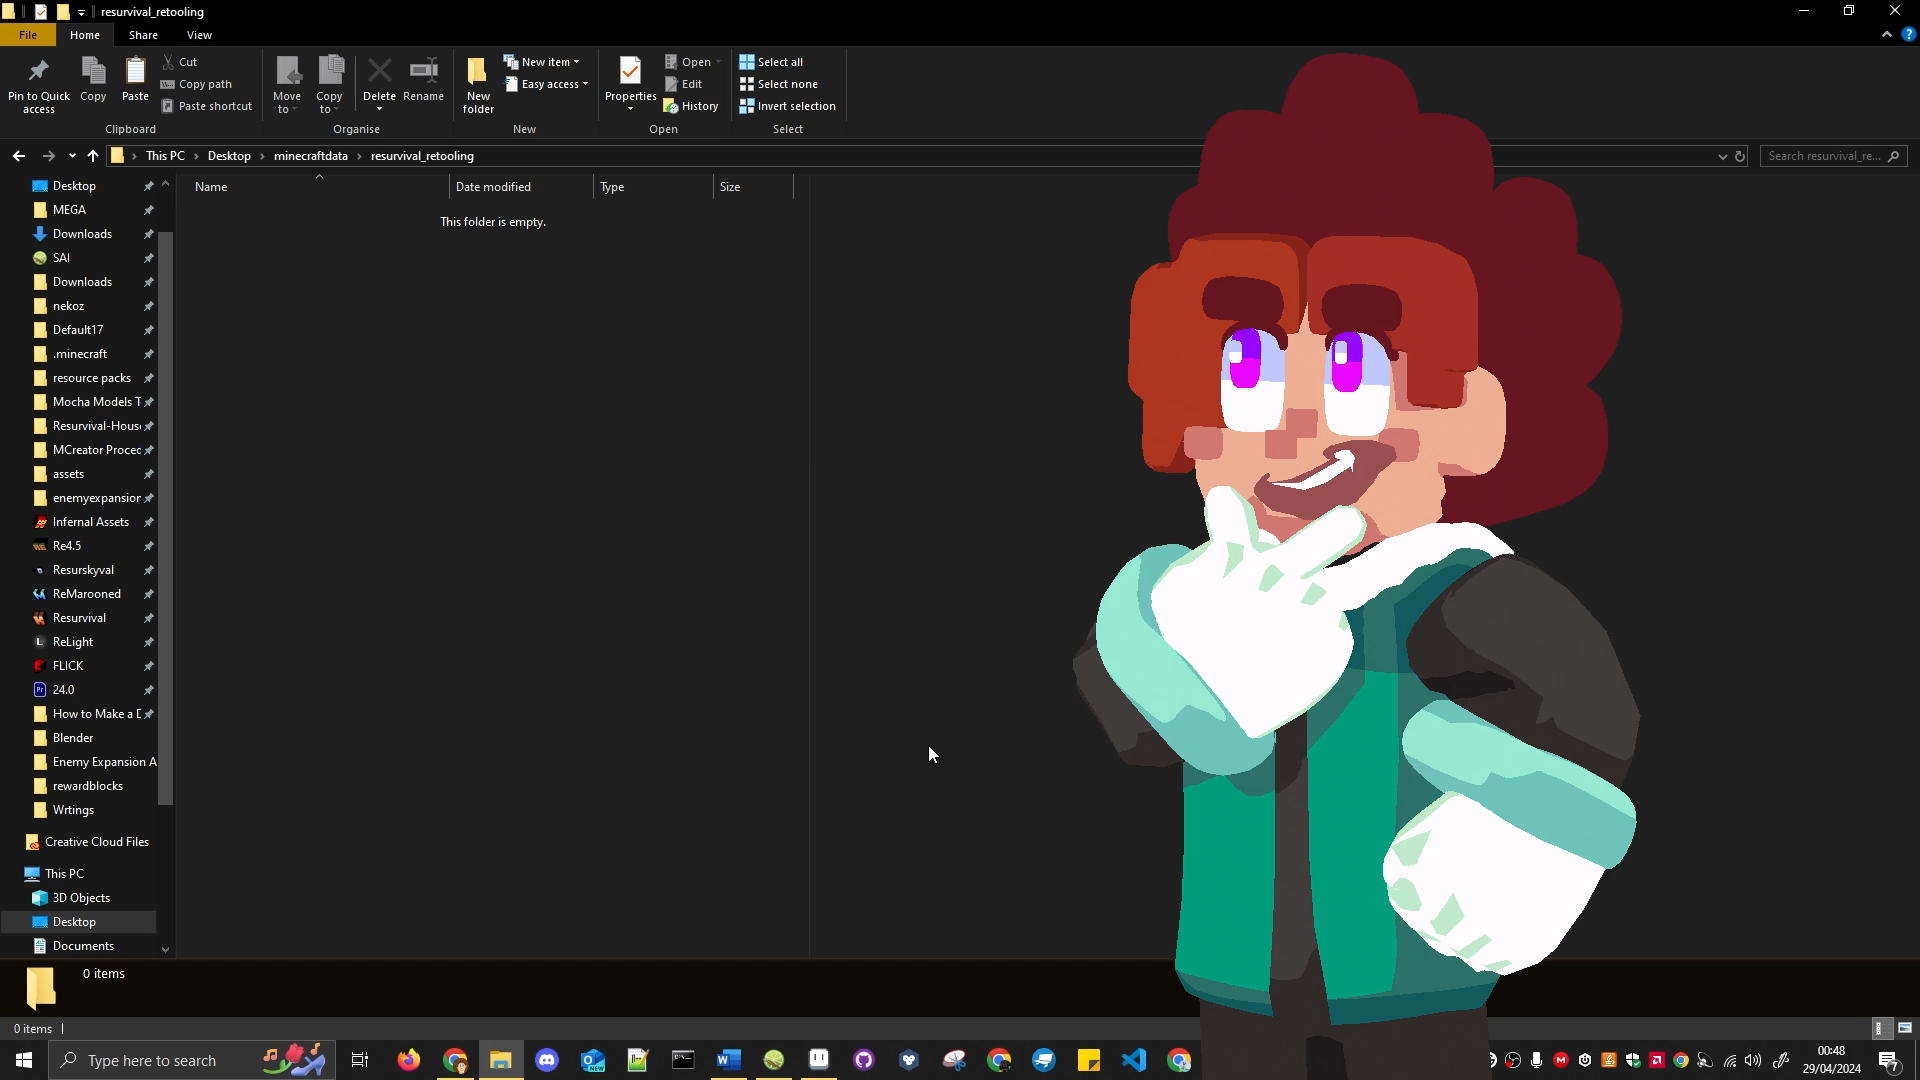 resurvival_retooling
File
Home
Share
View
Pin to Quick access
Copy
Paste
Cut
Copy path
Paste shortcut
Clipboard
Move to
Copy to
Delete
Rename
Organise
New folder
New item
Easy access
New
Properties
Open
Edit
History
Open
Select all
Select none
Invert selection
Select
This PC > Desktop > minecraftdata > resurvival_retooling
Search resurvival_re...
Name
Date modified
Type
Size
This folder is empty.
Desktop
MEGA
Downloads
SAI
Downloads
nekoz
Default17
.minecraft
resource packs
Mocha Models T
Resurvival-Hous
MCreator Proced
assets
enemyexpansion
Infernal Assets
Re4.5
Resurskyval
ReMarooned
Resurvival
ReLight
FLICK
Pr 24.0
How to Make a D
Blender
Enemy Expansion A
rewardblocks
Wrtings
Creative Cloud Files
This PC
3D Objects
Desktop
Documents
0 items
0 items
Type here to search
00:48
29/04/2024
7